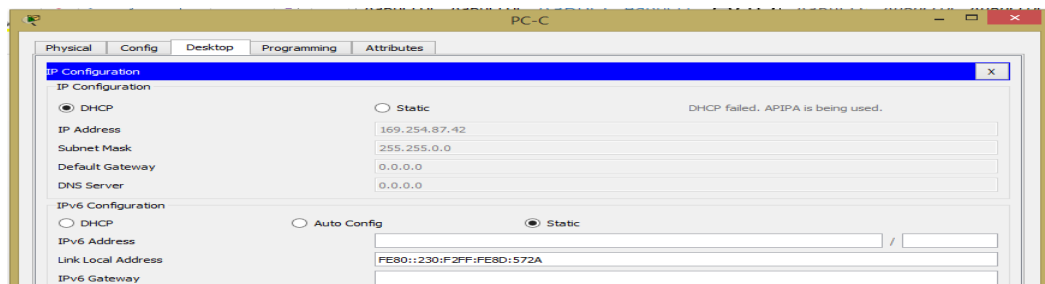 PC-C
Physical Config Desktop Programming Attributes
IP Configuration X
IP Configuration
DHCP Static DHCP failed. APIPA is being used.
IP Address 169.254.87.42
Subnet Mask 255.255.0.0
Default Gateway 0.0.0.0
DNS Server 0.0.0.0
IPv6 Configuration
DHCP Auto Config Static
IPv6 Address /
Link Local Address FE80::230:F2FF:FE8D:572A
IPv6 Gateway